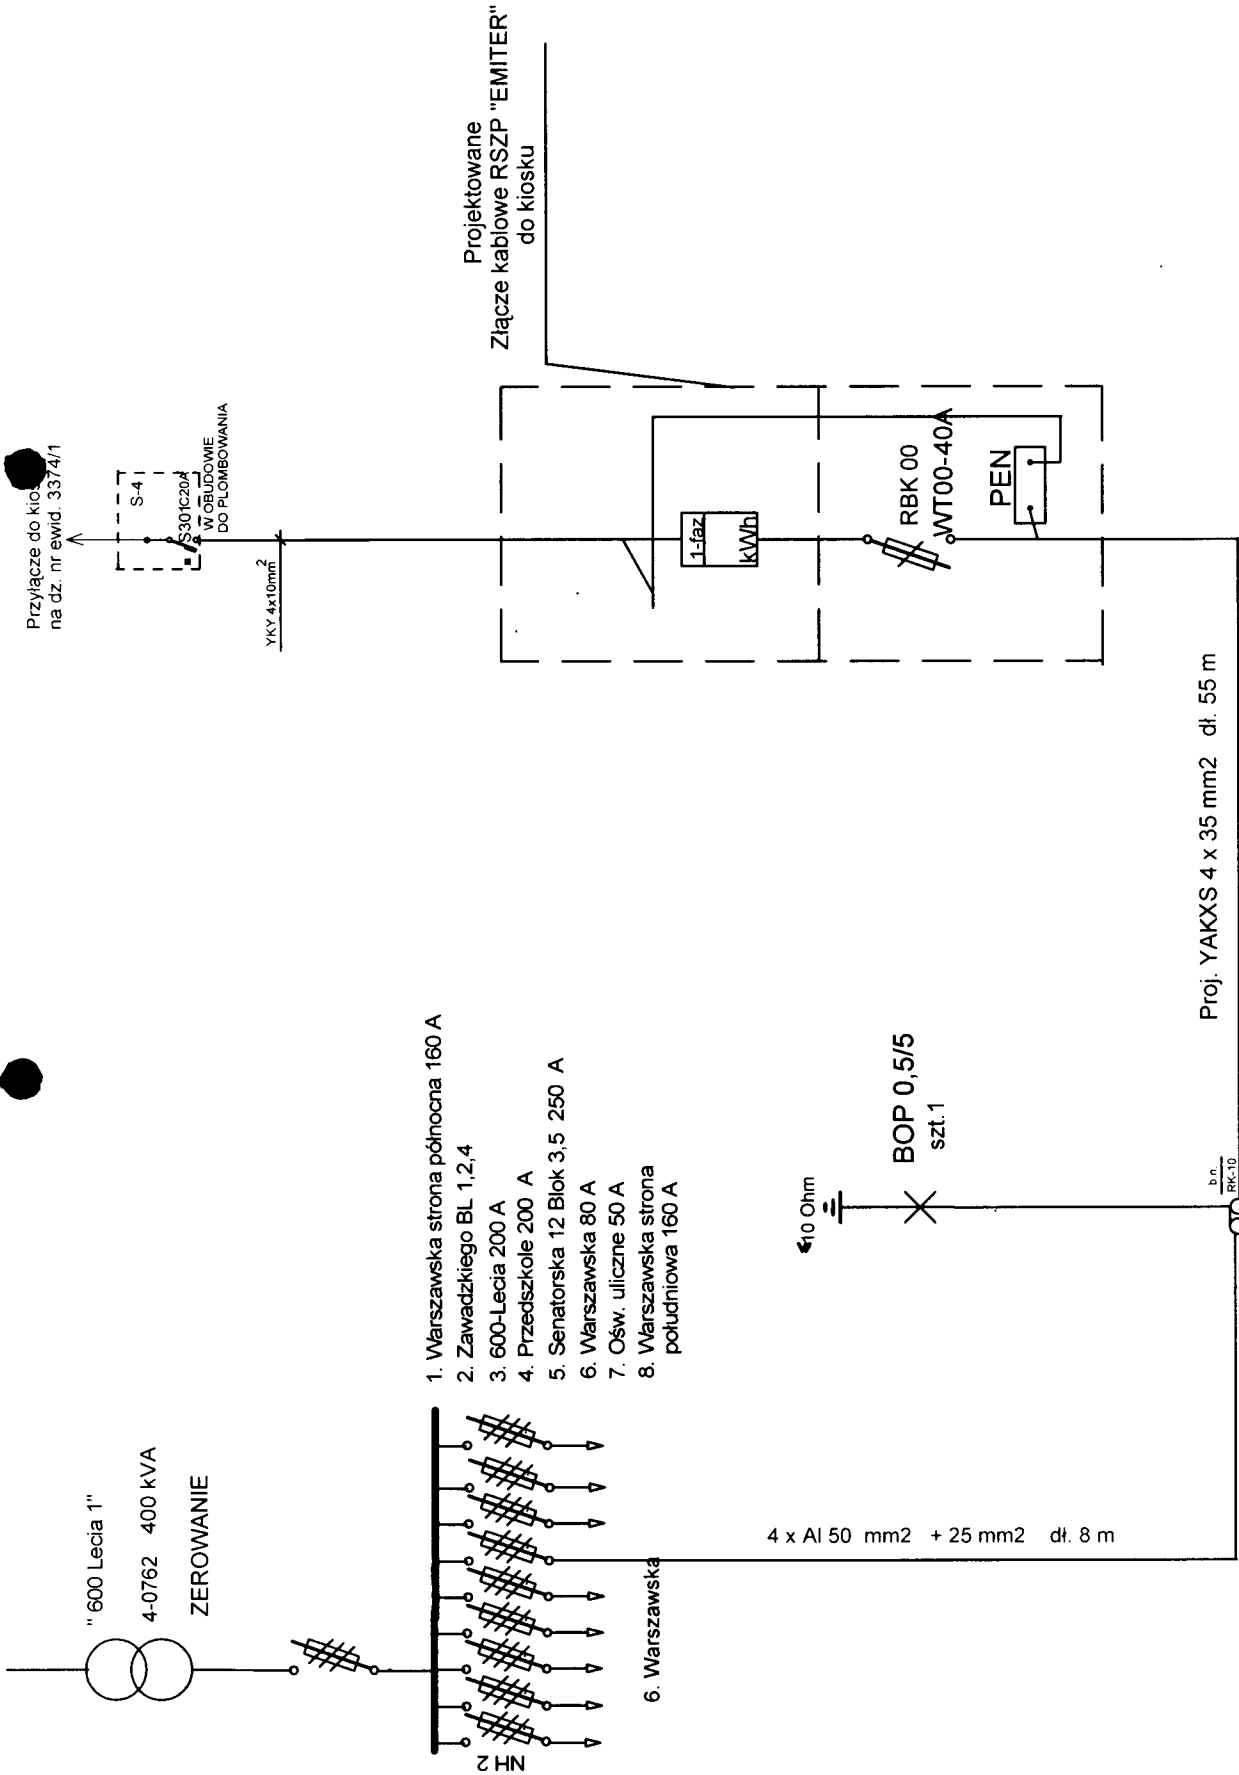 " 600 Lecia 1"
4-0762 400 kVA
ZEROWANIE
NH 2
1. Warszawska strona północna 160 A
2. Zawadzkiego BL 1,2,4
3. 600-Lecia 200 A
4. Przedszkole 200 A
5. Senatorska 12 Blok 3,5 250 A
6. Warszawska 80 A
7. Ośw. uliczne 50 A
8. Warszawska strona
południowa 160 A
6. Warszawska
4 x Al 50 mm2 + 25 mm2 dł. 8 m
10 Ohm
BOP 0,5/5
szt.1
b.n.
RK-10
Proj. YAKXS 4 x 35 mm2 dł. 55 m
Przyłącze do
na dz. nr ewid. 3374/1
S-4
S301C20A
W OBUDOWIE
DO PLOMBOWANIA
YKY 4x10mm2
Projektowane
Złącze kablowe RSZP "EMITER"
do kiosku
1-faz
kWh
RBK 00
WT00-40A
PEN